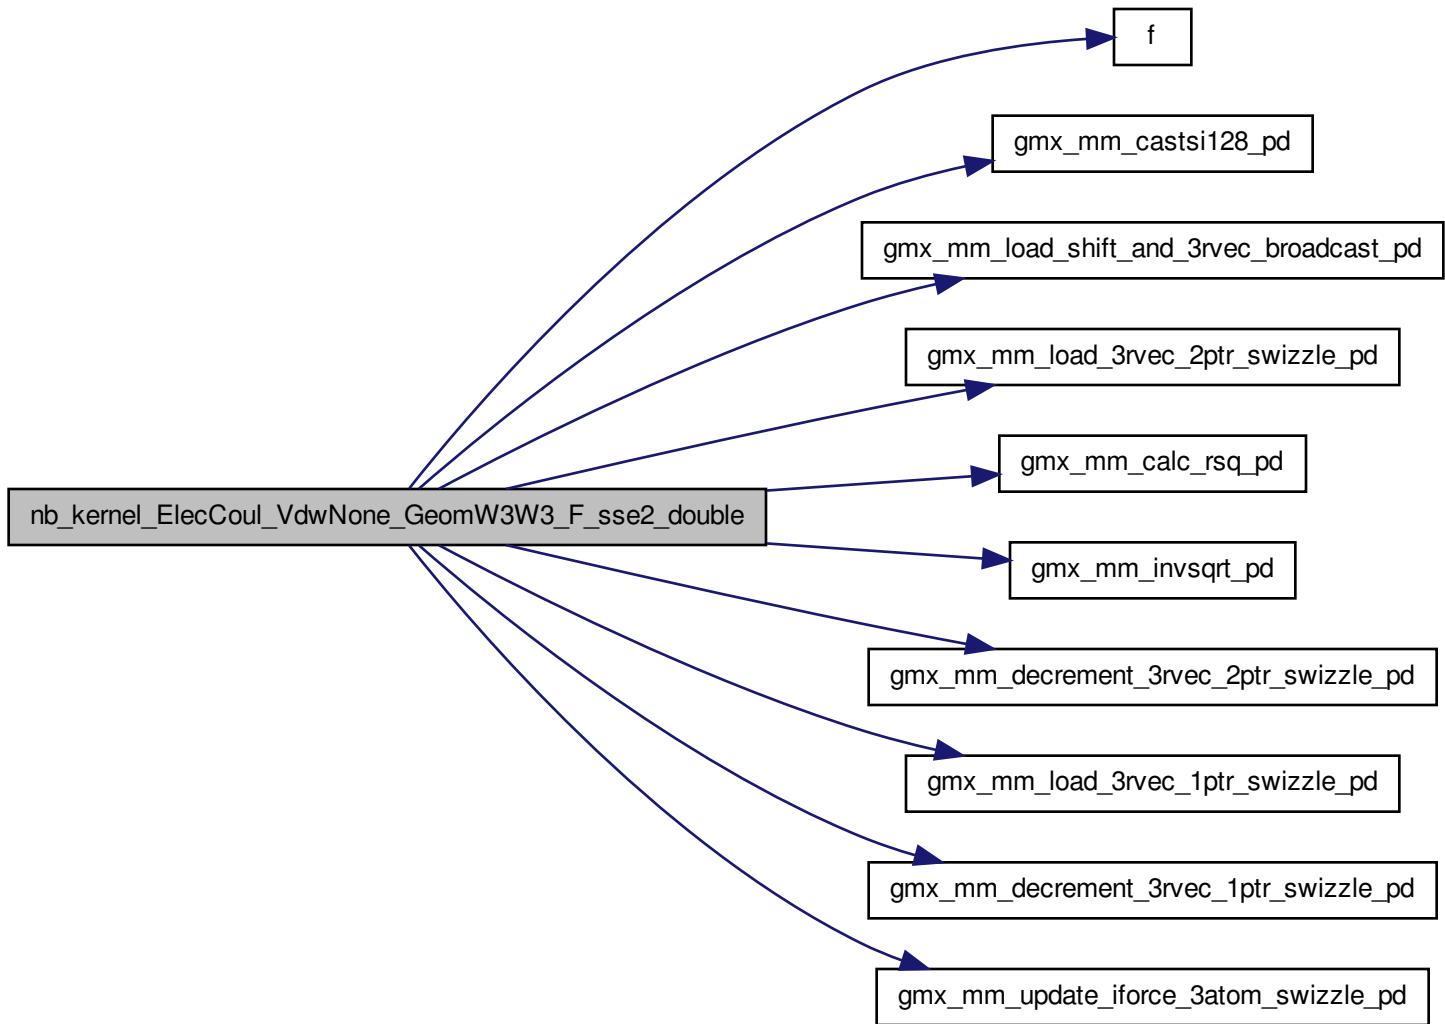 f
gmx_mm_castsi128_pd
gmx_mm_load_shift_and_3rvec_broadcast_pd
gmx_mm_load_3rvec_2ptr_swizzle_pd
gmx_mm_calc_rsq_pd
nb_kernel_ElecCoul_VdwNone_GeomW3W3_F_sse2_double
gmx_mm_invsqrt_pd
gmx_mm_decrement_3rvec_2ptr_swizzle_pd
gmx_mm_load_3rvec_1ptr_swizzle_pd
gmx_mm_decrement_3rvec_1ptr_swizzle_pd
gmx_mm_update_iforce_3atom_swizzle_pd